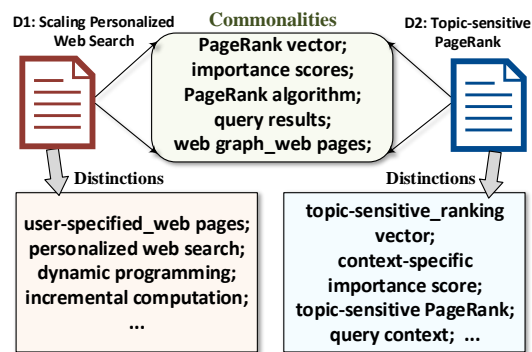 D1: Scaling Personalized
Web Search
Commonalities
D2: Topic-sensitive
PageRank
PageRank vector;
importance scores;
PageRank algorithm;
query results;
web graph_web pages;
Distinctions
Distinctions
user-specified_web pages;
personalized web search;
dynamic programming;
incremental computation;
...
topic-sensitive_ranking
vector;
context-specific
importance score;
topic-sensitive PageRank;
query context; ...